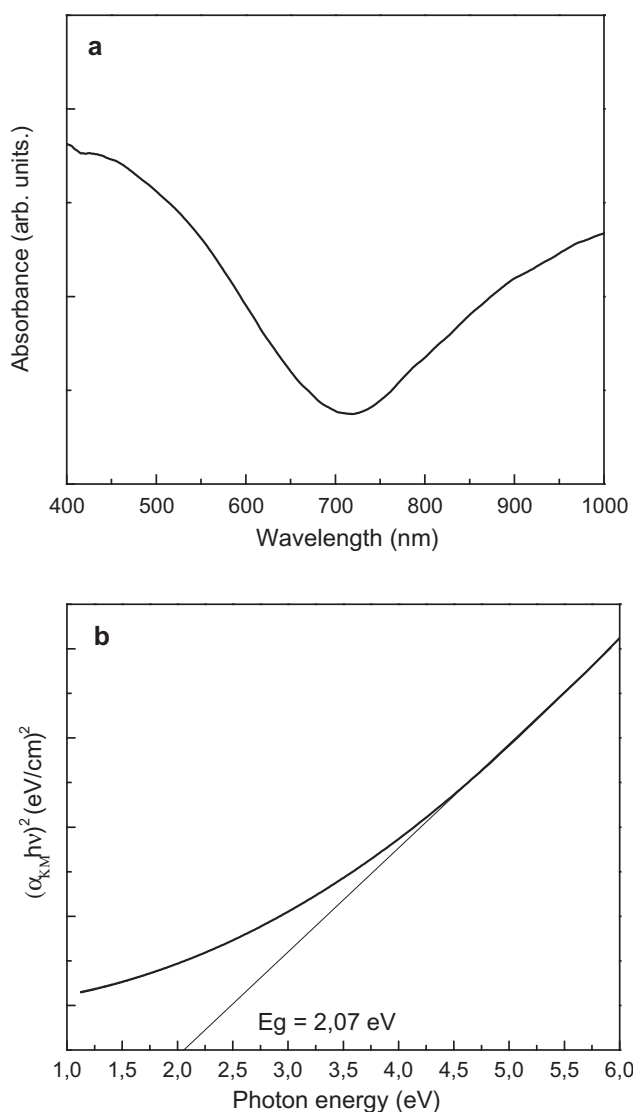 a
Absorbance (arb. units.)
400 500 600 700 800 900 1000
Wavelength (nm)
b
(α_KM hν)² (eV/cm)²
Eg = 2,07 eV
1,0 1,5 2,0 2,5 3,0 3,5 4,0 4,5 5,0 5,5 6,0
Photon energy (eV)